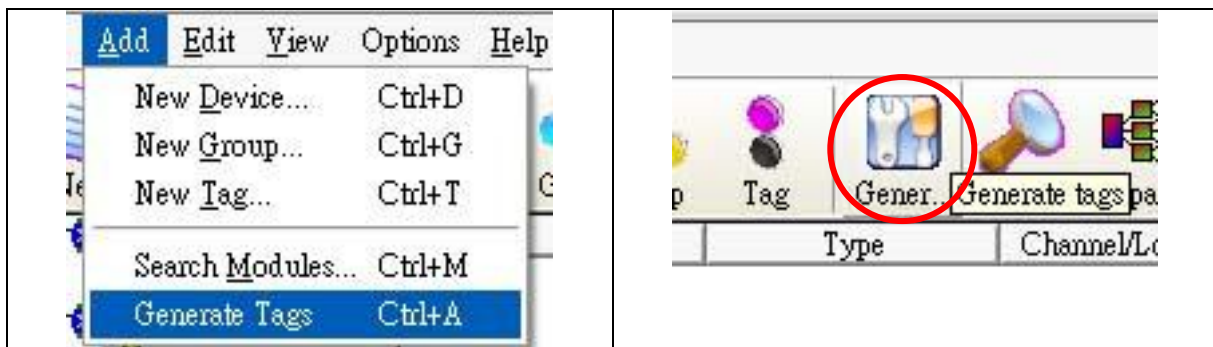 Add Edit View Options Help
New Device... Ctrl+D
New Group... Ctrl+G
New Tag... Ctrl+T
Search Modules... Ctrl+M
Generate Tags Ctrl+A
Tag Gener... Generate tags
Type Channel/Lo